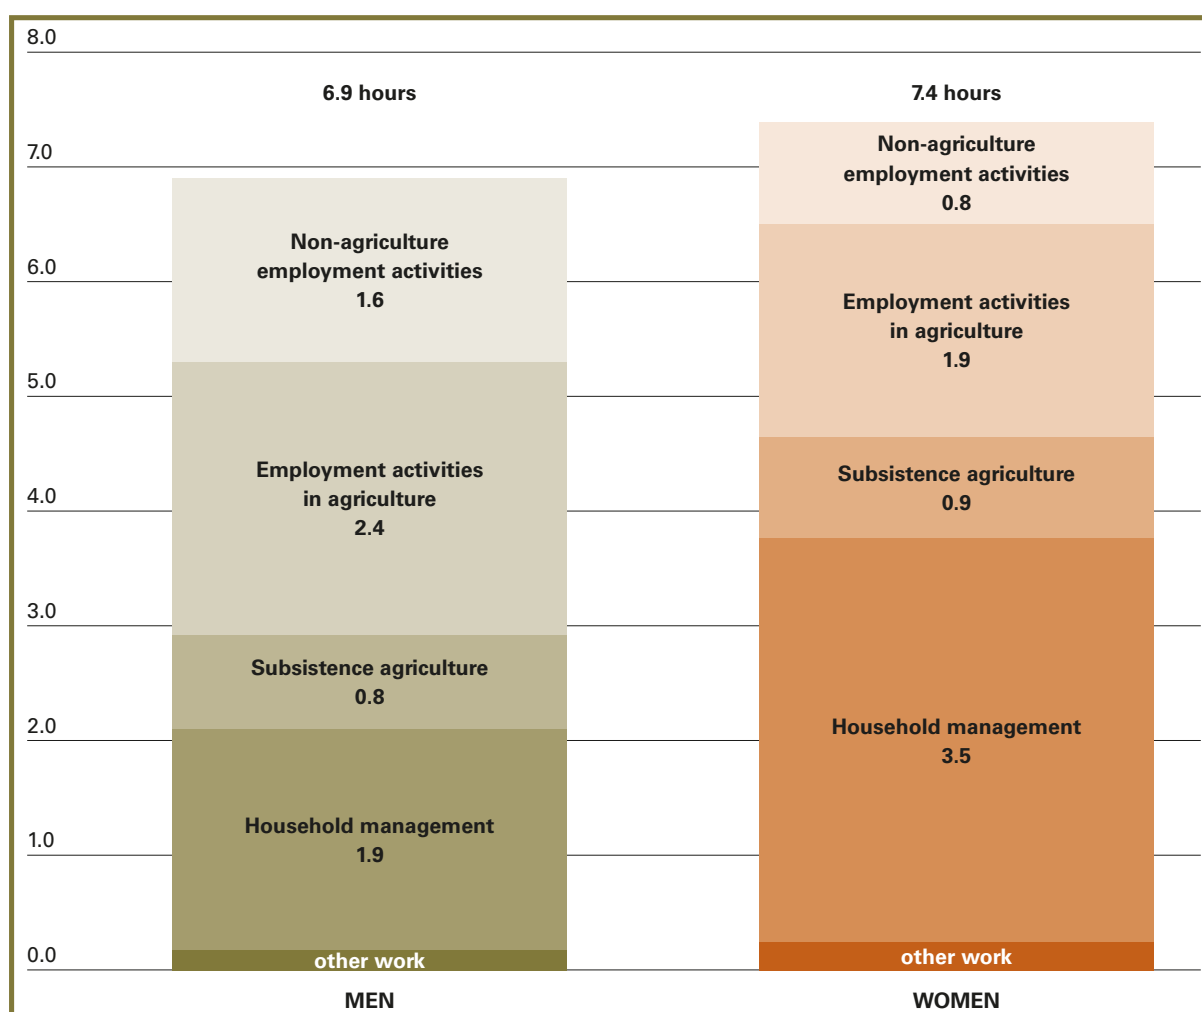 8.0
7.0
6.0
5.0
4.0
3.0
2.0
1.0
0.0
6.9 hours
Non-agriculture
employment activities
1.6
Employment activities
in agriculture
2.4
Subsistence agriculture
0.8
Household management
1.9
other work
MEN
7.4 hours
Non-agriculture
employment activities
0.8
Employment activities
in agriculture
1.9
Subsistence agriculture
0.9
Household management
3.5
other work
WOMEN